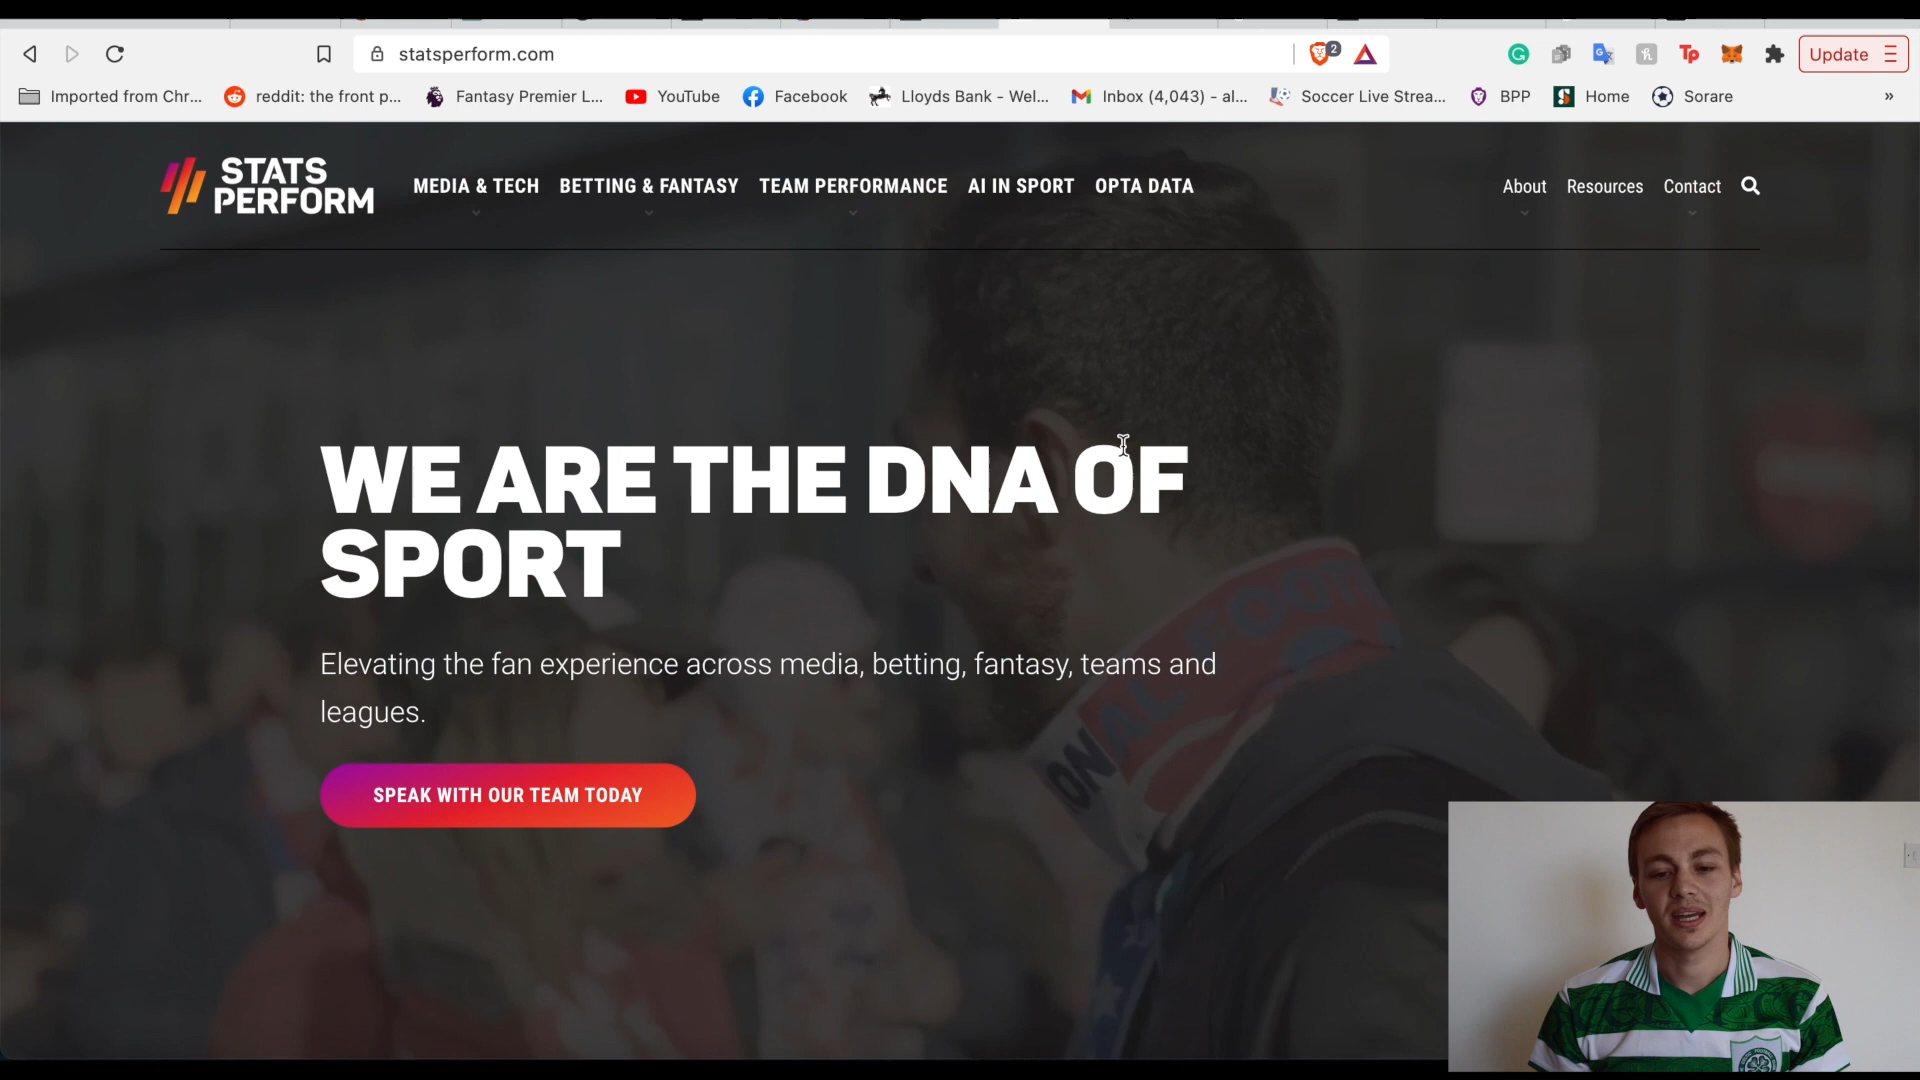 statsperform.com
2
Update
Imported from Chr...
reddit: the front p...
Fantasy Premier L...
YouTube
Facebook
Lloyds Bank - Wel...
Inbox (4,043) - al...
Soccer Live Strea...
BPP
Home
Sorare
»
STATS
PERFORM
MEDIA & TECH
BETTING & FANTASY
TEAM PERFORMANCE
AI IN SPORT
OPTA DATA
About
Resources
Contact
WE ARE THE DNA OF
SPORT
Elevating the fan experience across media, betting, fantasy, teams and
leagues.
SPEAK WITH OUR TEAM TODAY
ONAL FOOT